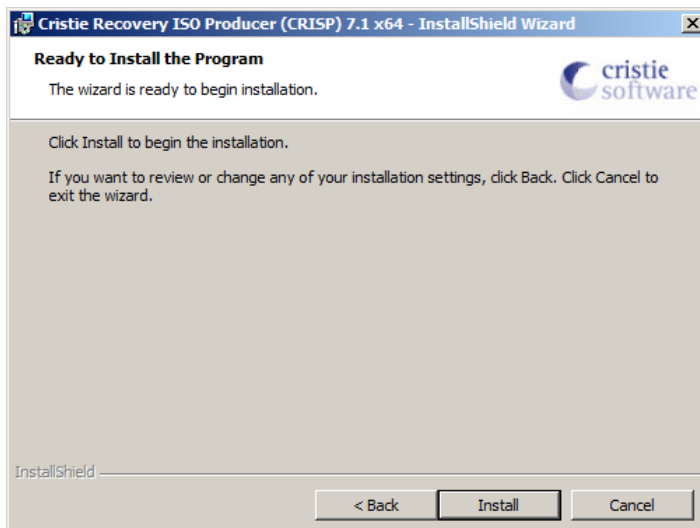 Cristie Recovery ISO Producer (CRISP) 7.1 x64 - InstallShield Wizard
Ready to Install the Program
The wizard is ready to begin installation.
cristie
software
Click Install to begin the installation.
If you want to review or change any of your installation settings, click Back. Click Cancel to
exit the wizard.
InstallShield
< Back
Install
Cancel